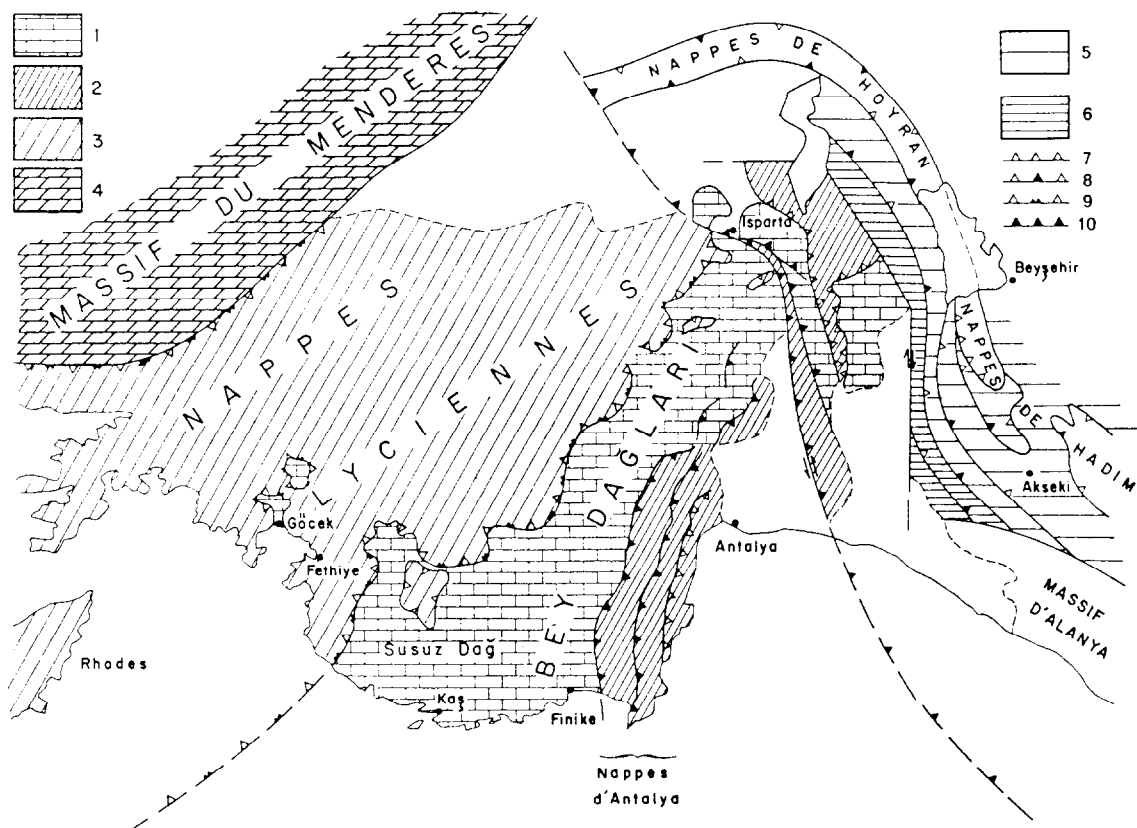 1
2
3
4
5
6
7
8
9
10
MASSIF DU MENDERES
NAPPES DE HOYRAN
NAPPES LYCIENNES
Isparta
Beyşehir
NAPPES DE HADIM
BEY DAĞLARI
Akseki
Göcek
Fethiye
Antalya
MASSIF
D'ALANYA
Susuz Dağ
Rhodes
Kaş
Finike
Nappes
d'Antalya